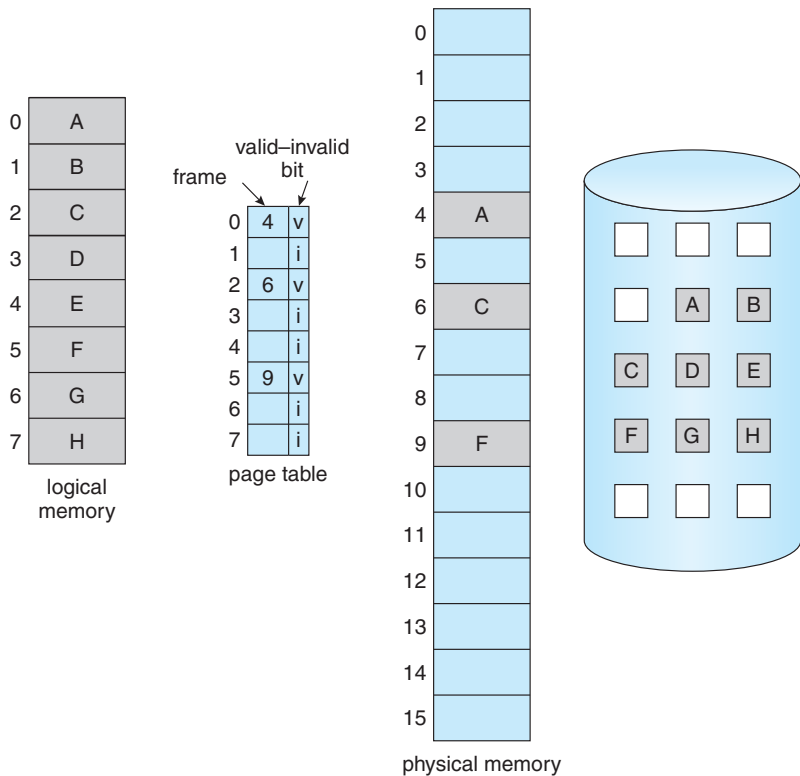 0 A
1 B
2 C
3 D
4 E
5 F
6 G
7 H
logical
memory
valid–invalid
bit
frame
0 4 v
1 i
2 6 v
3 i
4 i
5 9 v
6 i
7 i
page table
0
1
2
3
4 A
5
6 C
7
8
9 F
10
11
12
13
14
15
physical memory
A B
C D E
F G H